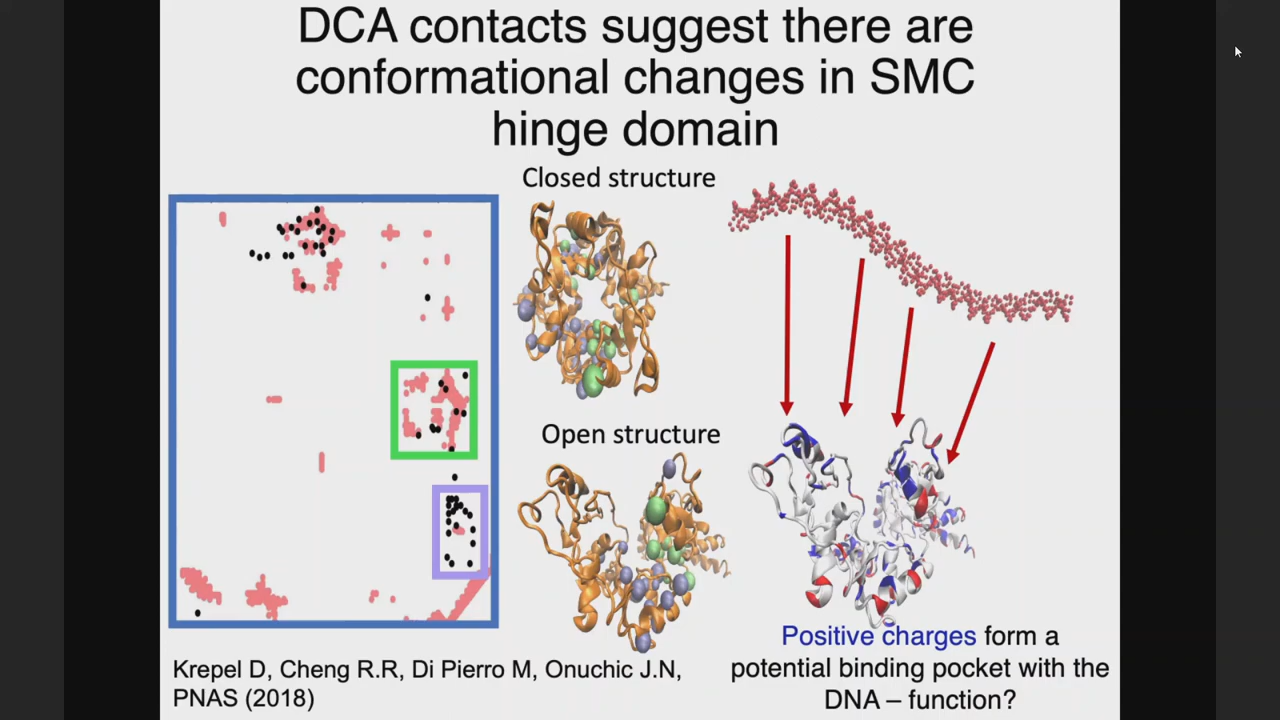 DCA contacts suggest there are
conformational changes in SMC
hinge domain
Closed structure
Open structure
Krepel D, Cheng R.R, Di Pierro M, Onuchic J.N,
PNAS (2018)
Positive charges form a
potential binding pocket with the
DNA – function?